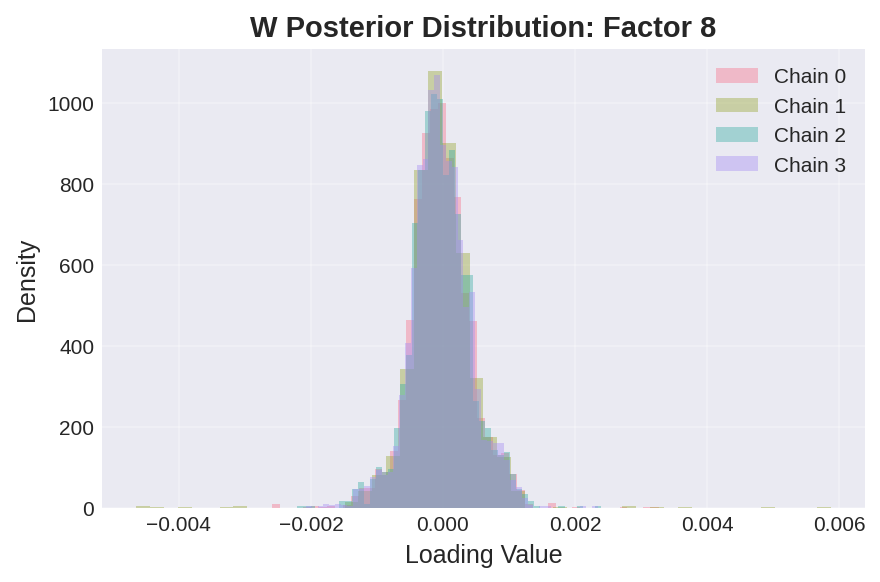 W Posterior Distribution: Factor 8
Chain 0
Chain 1
Chain 2
Chain 3
1000
800
600
400
200
0
Density
−0.004 −0.002 0.000 0.002 0.004 0.006
Loading Value